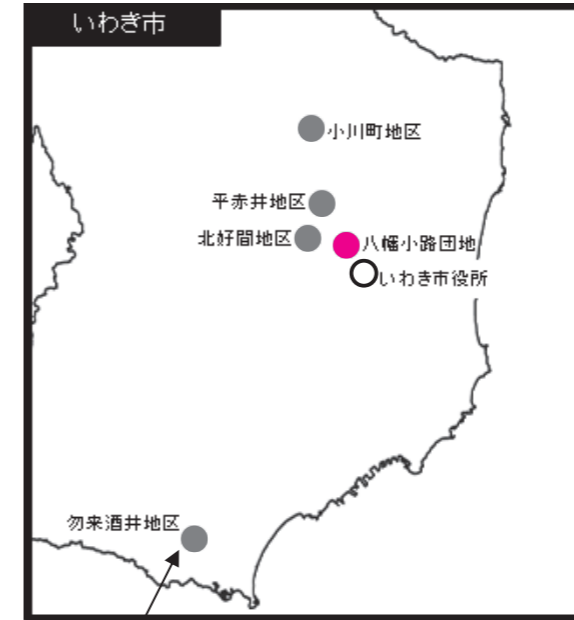 いわき市
小川町地区
平赤井地区
北好間地区
八幡小路団地
いわき市役所
勿来酒井地区